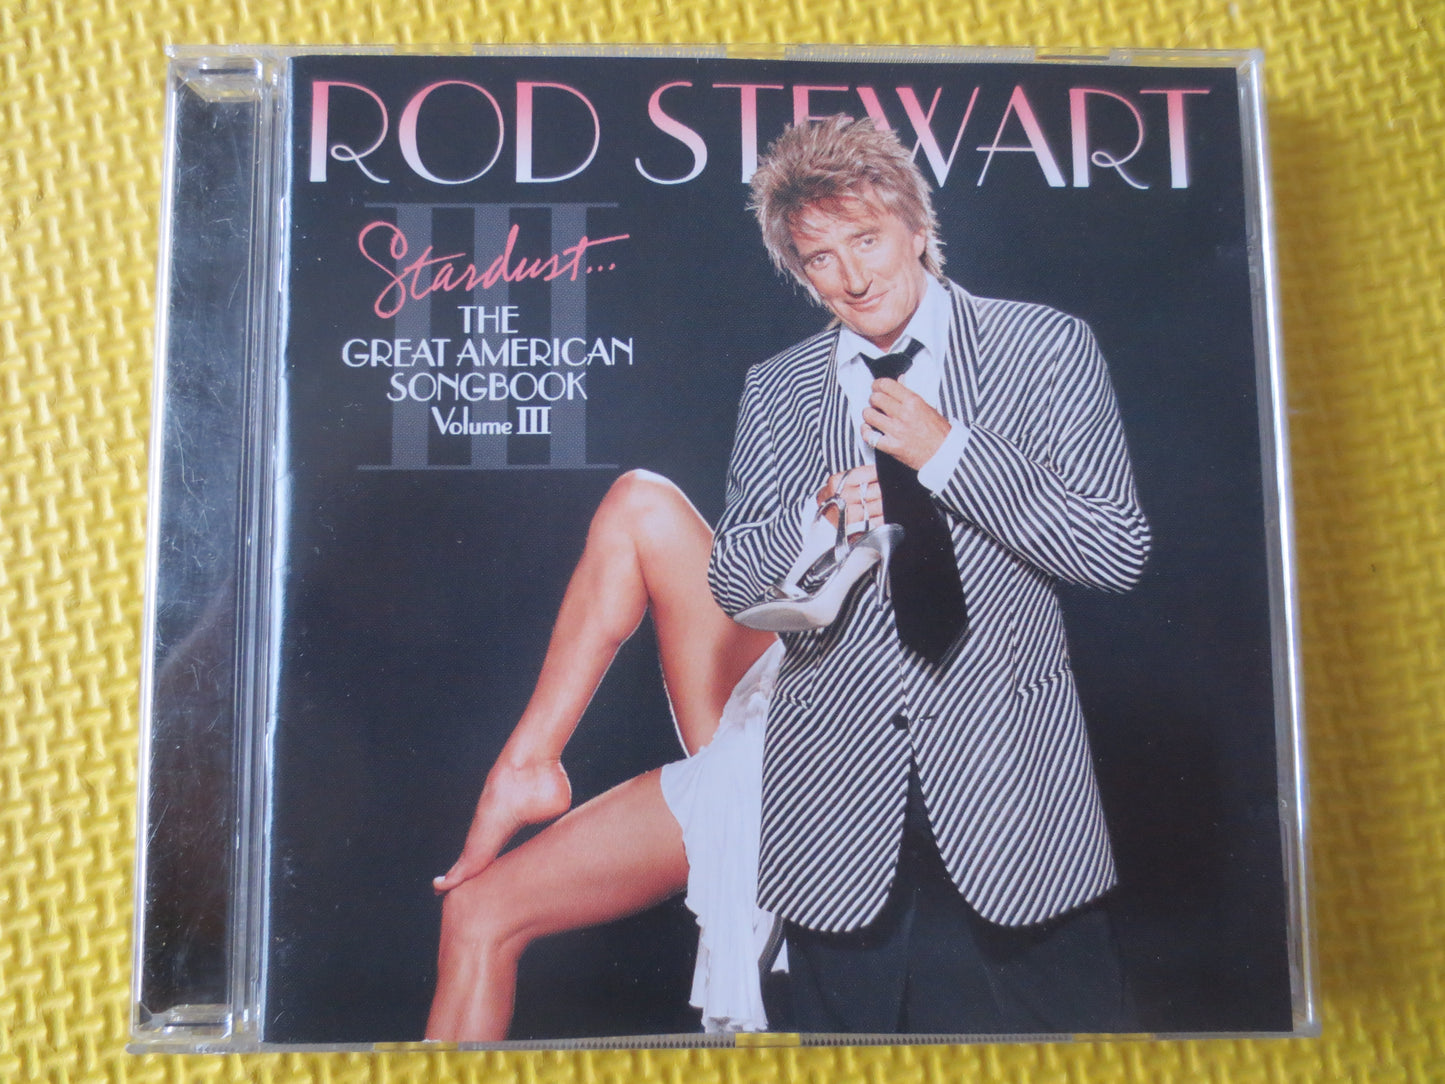 ROD STEWART
Stardust...
THE
GREAT AMERICAN
SONGBOOK
Volume III